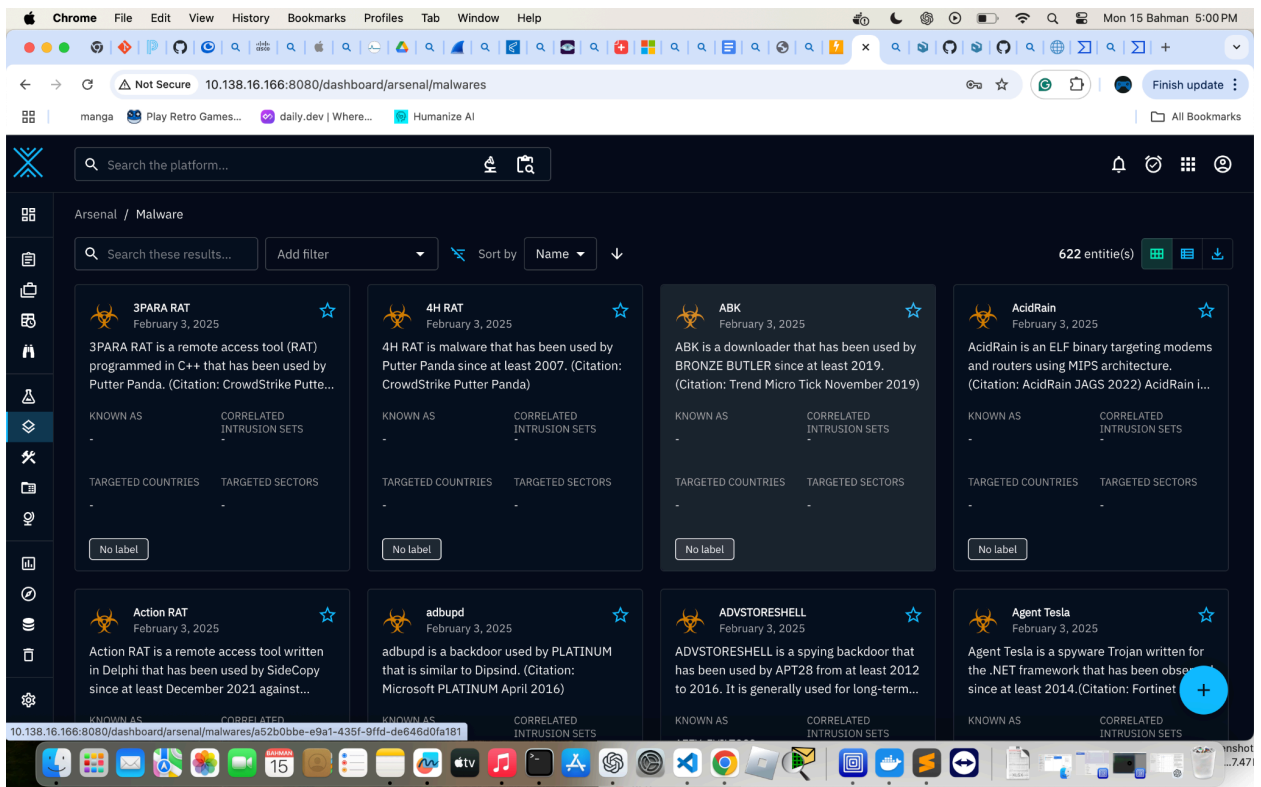 Chrome File Edit View History Bookmarks Profiles Tab Window Help Mon 15 Bahman 5:00 PM
Not Secure 10.138.16.166:8080/dashboard/arsenal/malwares Finish update
manga Play Retro Games... daily.dev | Where... Humanize AI All Bookmarks
Search the platform...
Arsenal / Malware
Search these results... Add filter Sort by Name 622 entitie(s)
3PARA RAT
February 3, 2025
3PARA RAT is a remote access tool (RAT)
programmed in C++ that has been used by
Putter Panda. (Citation: CrowdStrike Putte...
KNOWN AS CORRELATED
INTRUSION SETS
- -
TARGETED COUNTRIES TARGETED SECTORS
- -
No label
4H RAT
February 3, 2025
4H RAT is malware that has been used by
Putter Panda since at least 2007. (Citation:
CrowdStrike Putter Panda)
KNOWN AS CORRELATED
INTRUSION SETS
- -
TARGETED COUNTRIES TARGETED SECTORS
- -
No label
ABK
February 3, 2025
ABK is a downloader that has been used by
BRONZE BUTLER since at least 2019.
(Citation: Trend Micro Tick November 2019)
KNOWN AS CORRELATED
INTRUSION SETS
- -
TARGETED COUNTRIES TARGETED SECTORS
- -
No label
AcidRain
February 3, 2025
AcidRain is an ELF binary targeting modems
and routers using MIPS architecture.
(Citation: AcidRain JAGS 2022) AcidRain i...
KNOWN AS CORRELATED
INTRUSION SETS
- -
TARGETED COUNTRIES TARGETED SECTORS
- -
No label
Action RAT
February 3, 2025
Action RAT is a remote access tool written
in Delphi that has been used by SideCopy
since at least December 2021 against...
KNOWN AS CORRELATED
adbupd
February 3, 2025
adbupd is a backdoor used by PLATINUM
that is similar to Dipsind. (Citation:
Microsoft PLATINUM April 2016)
KNOWN AS CORRELATED
INTRUSION SETS
ADVSTORESHELL
February 3, 2025
ADVSTORESHELL is a spying backdoor that
has been used by APT28 from at least 2012
to 2016. It is generally used for long-term...
KNOWN AS CORRELATED
INTRUSION SETS
Agent Tesla
February 3, 2025
Agent Tesla is a spyware Trojan written for
the .NET framework that has been
since at least 2014.(Citation: Fortinet
KNOWN AS CORRELATED
INTRUSION SETS
10.138.16.166:8080/dashboard/arsenal/malwares/a52b0bbe-e9a1-435f-9ffd-de646d0fa181
BAHMAN
15
tv